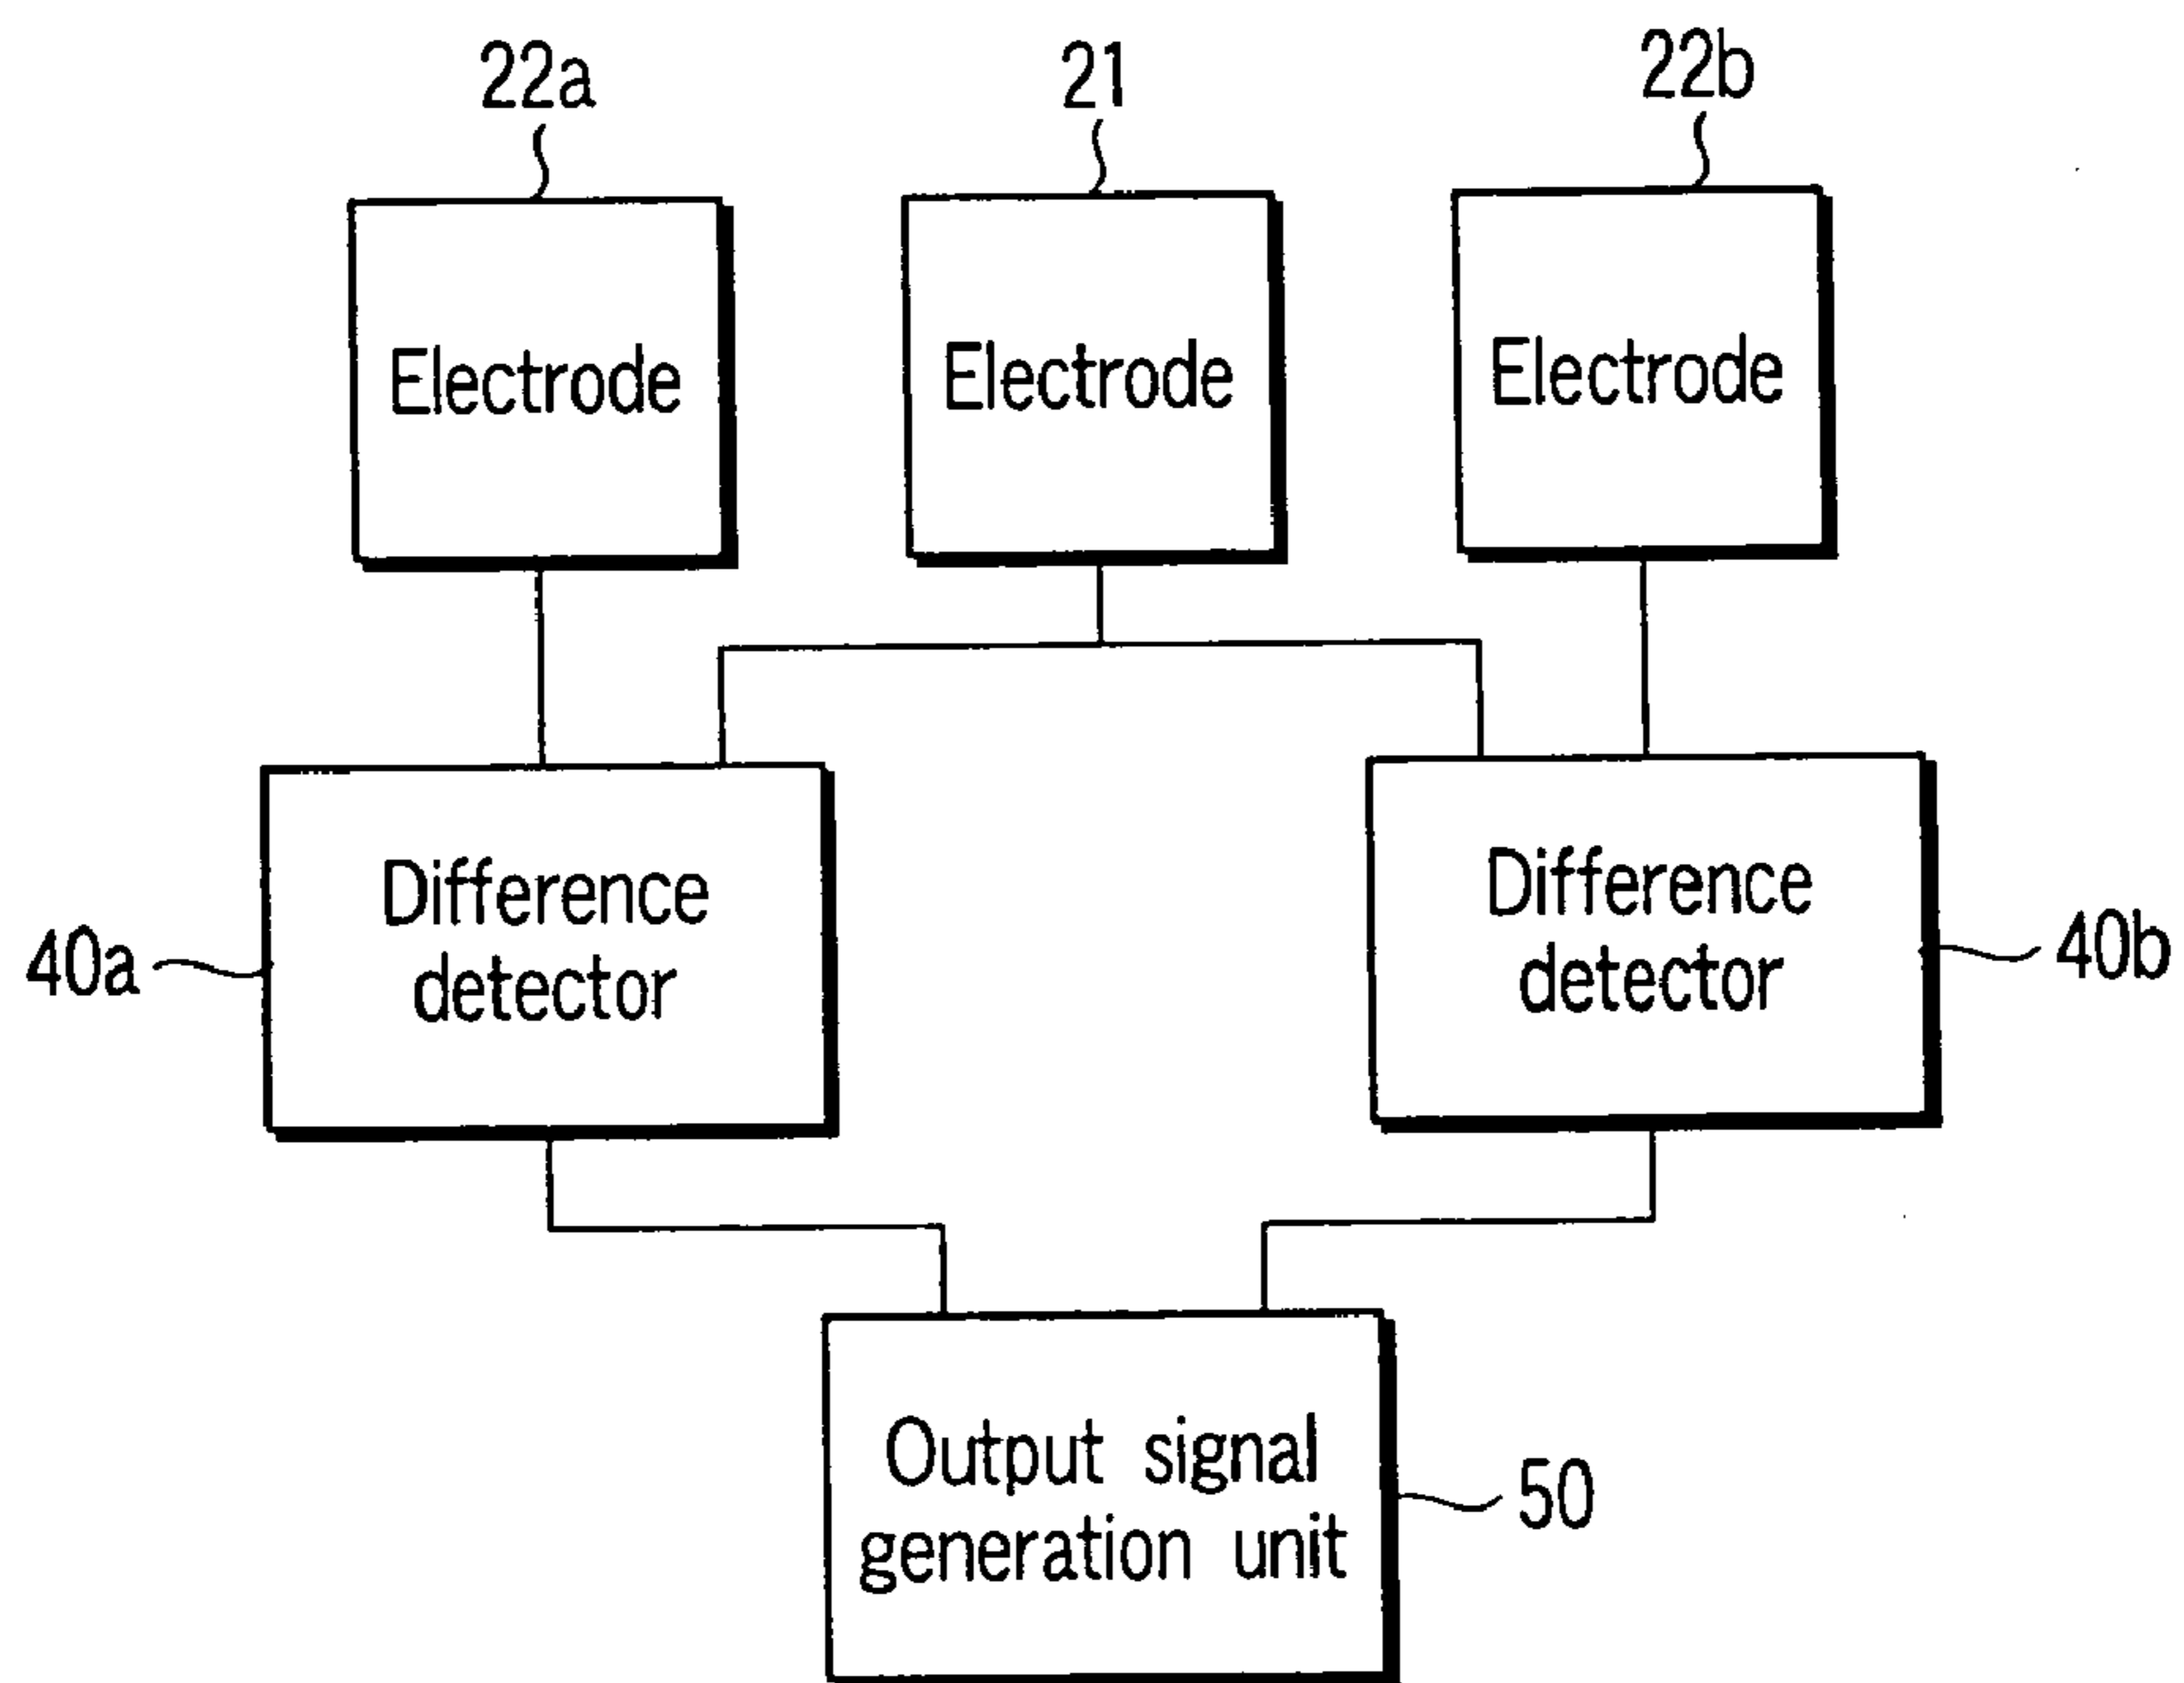 22a
21
22b
Electrode
Electrode
Electrode
Difference
detector
Difference
detector
40a
40b
Output signal
generation unit
50